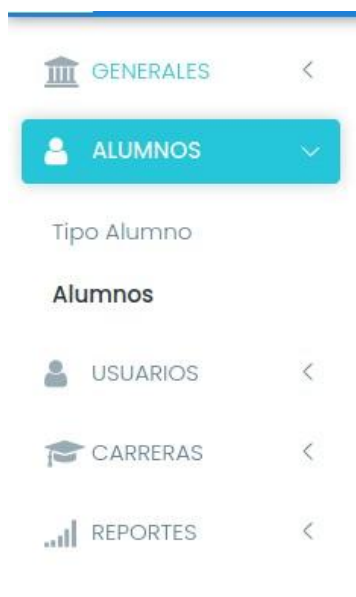 GENERALES
ALUMNOS
Tipo Alumno
Alumnos
USUARIOS
CARRERAS
REPORTES